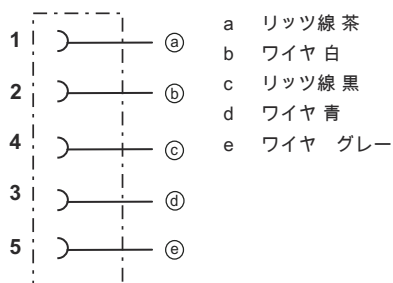 1 ⓐ
2 ⓑ
4 ⓒ
3 ⓓ
5 ⓔ
a リッツ線 茶
b ワイヤ 白
c リッツ線 黒
d ワイヤ 青
e ワイヤ　グレー